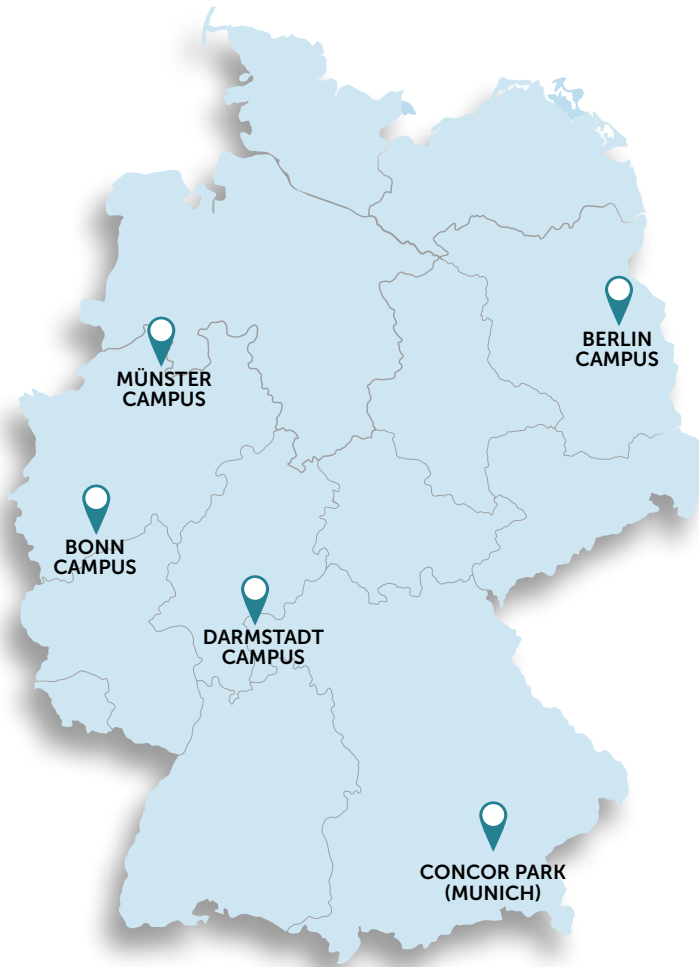 BERLIN
CAMPUS
MÜNSTER
CAMPUS
BONN
CAMPUS
DARMSTADT
CAMPUS
CONCOR PARK
(MUNICH)